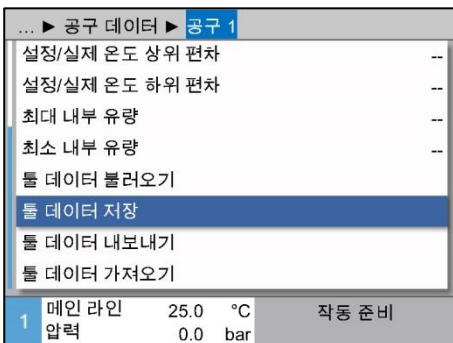 ... ► 공구 데이터 ► 공구 1
설정/실제 온도 상위 편차 --
설정/실제 온도 하위 편차 --
최대 내부 유량 --
최소 내부 유량 --
툴 데이터 불러오기
툴 데이터 저장
툴 데이터 내보내기
툴 데이터 가져오기
1 메인 라인 25.0 °C 작동 준비
압력 0.0 bar